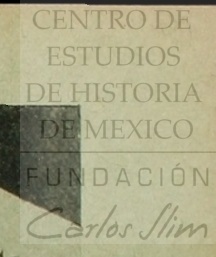 CENTRO DE
ESTUDIOS
DE HISTORIA
DE MEXICO
FUNDACIÓN
Carlos Slim